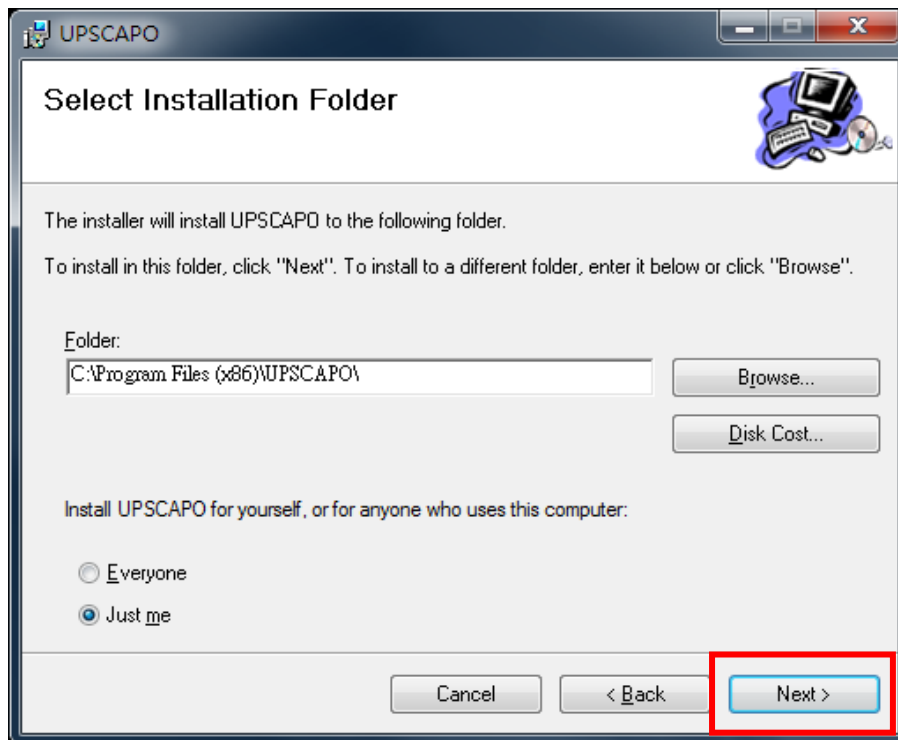 UPSCAPO
Select Installation Folder
The installer will install UPSCAPO to the following folder.
To install in this folder, click "Next". To install to a different folder, enter it below or click "Browse".
Folder:
C:\Program Files (x86)\UPSCAPO\
Browse...
Disk Cost...
Install UPSCAPO for yourself, or for anyone who uses this computer:
Everyone
Just me
Cancel
< Back
Next >